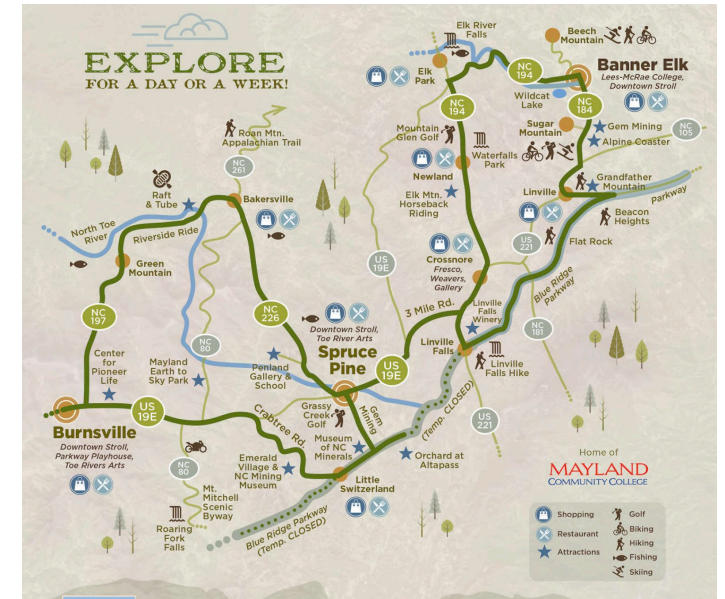 EXPLORE
FOR A DAY OR A WEEK!
Elk River
Falls
Beech
Mountain
Banner Elk
Lees-McRae College,
Downtown Stroll
Elk
Park
NC
194
Wildcat
Lake
NC
184
NC
194
Sugar
Mountain
Gem Mining
Alpine Coaster
NC
105
Mountain
Glen Golf
Waterfalls
Park
Newland
Elk Mtn.
Horseback
Riding
Linville
Grandfather
Mountain
Parkway
Beacon
Heights
US
221
Flat Rock
Roan Mtn.
Appalachian Trail
NC
261
Raft
& Tube
Bakersville
North Toe
River
Riverside Ride
Green
Mountain
US
19E
Crossnore
Fresco,
Weavers,
Gallery
Blue Ridge
Parkway
3 Mile Rd.
Linville
Falls
Winery
NC
181
NC
197
NC
226
NC
80
Downtown Stroll,
Toe River Arts
Spruce
Pine
US
19E
Linville
Falls
Linville
Falls Hike
Center
for
Pioneer
Life
Mayland
Earth to
Sky Park
Penland
Gallery &
School
(Temp. CLOSED)
US
221
US
19E
Burnsville
Downtown Stroll,
Parkway Playhouse,
Toe Rivers Arts
Crabtree Rd.
Grassy
Creek
Golf
Gem
Mining
Museum
of NC
Minerals
Orchard at
Altapass
Emerald
Village &
NC Mining
Museum
Little
Switzerland
NC
80
Mt.
Mitchell
Scenic
Byway
Roaring
Fork
Falls
Blue Ridge Parkway
(Temp. CLOSED)
Home of
MAYLAND
COMMUNITY COLLEGE
Shopping
Restaurant
Attractions
Golf
Biking
Hiking
Fishing
Skiing